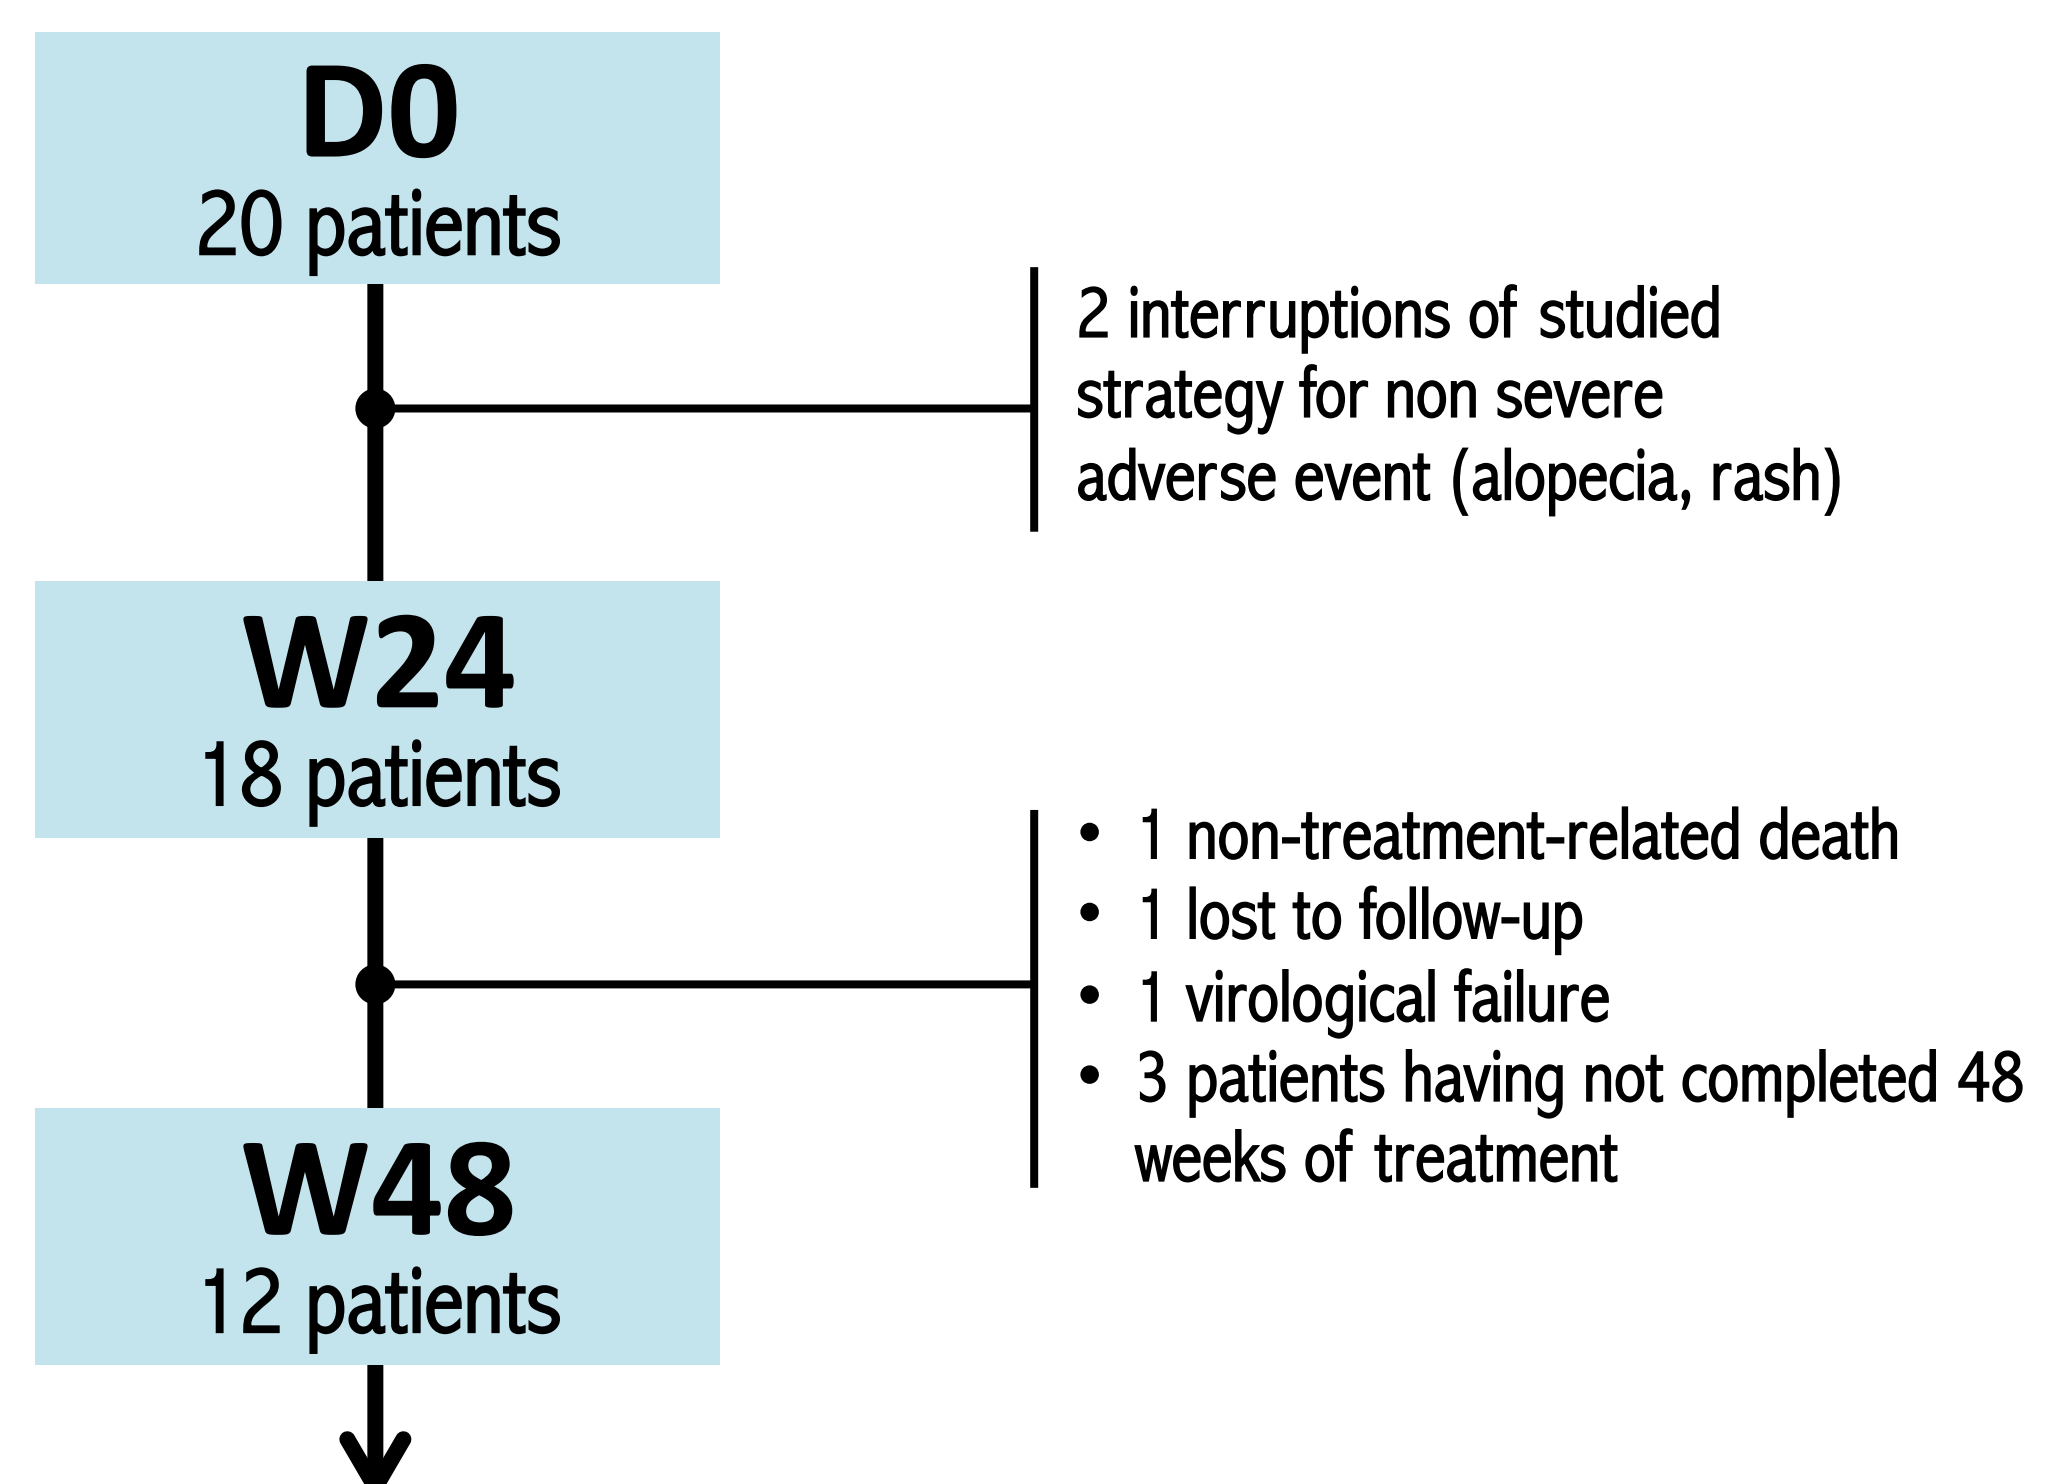 D0
20 patients
2 interruptions of studied
strategy for non severe
adverse event (alopecia, rash)
W24
18 patients
• 1 non-treatment-related death
• 1 lost to follow-up
• 1 virological failure
• 3 patients having not completed 48
weeks of treatment
W48
12 patients